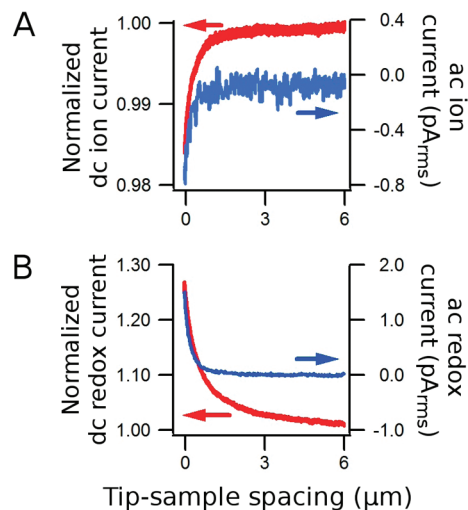 A
Normalized
dc ion current
1.00
0.99
0.98
0.4
0.0
-0.4
-0.8
ac ion
current (pArms)
0
3
6
B
Normalized
dc redox current
1.30
1.20
1.10
1.00
2.0
1.0
0.0
-1.0
ac redox
current (pArms)
0
3
6
Tip-sample spacing (μm)